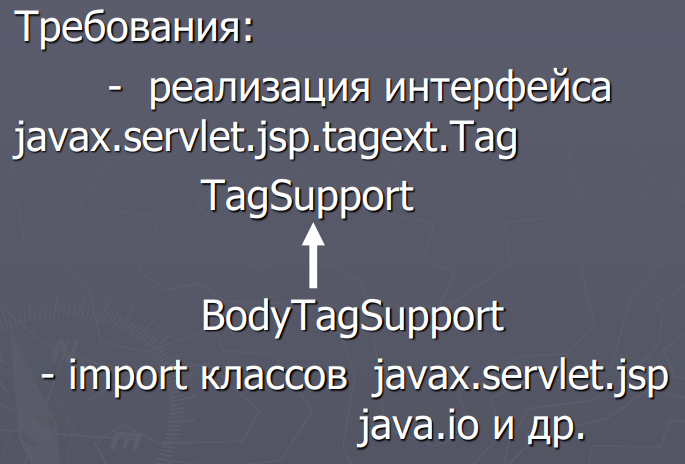 Требования:
- реализация интерфейса
javax.servlet.jsp.tagext.Tag
TagSupport
BodyTagSupport
- import классов javax.servlet.jsp
java.io и др.